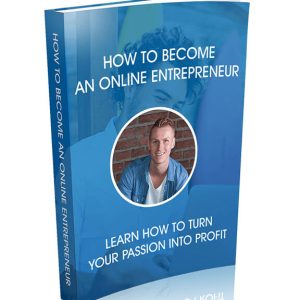 HOW TO BECOME
AN ONLINE ENTREPRENEUR
LEARN HOW TO TURN
YOUR PASSION INTO PROFIT
HOW TO BECOME AN ONLINE ENTREPRENEUR